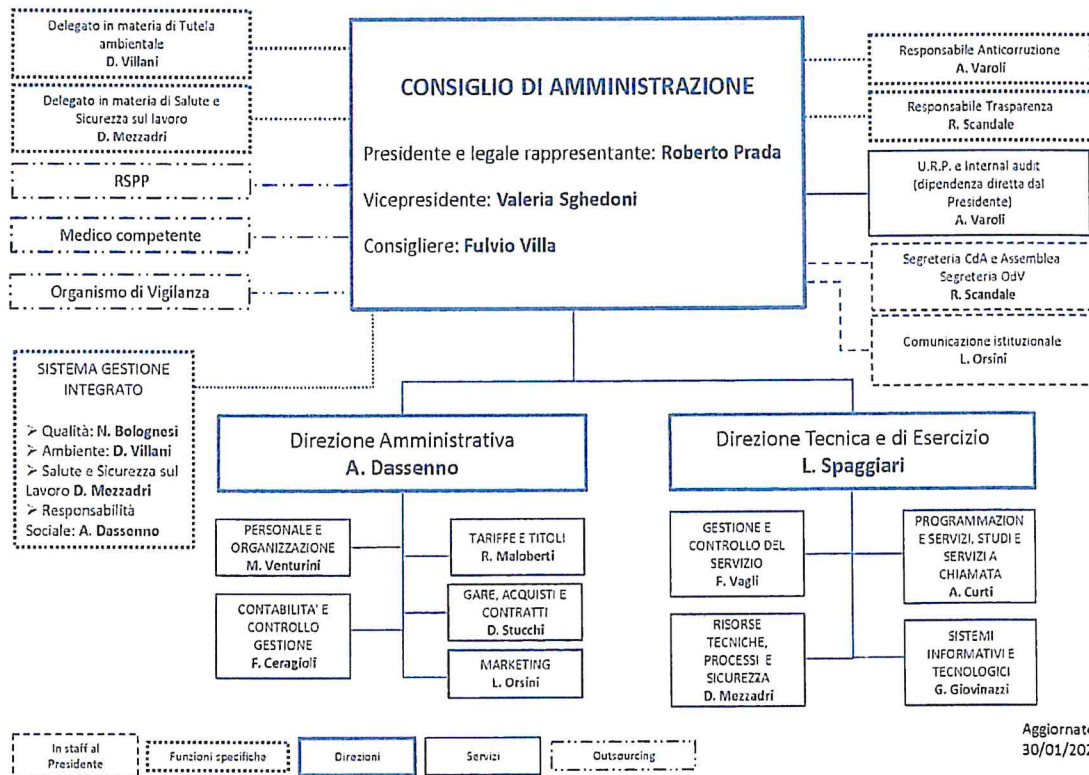 Delegato in materia di Tutela
ambientale
D. Villani
Delegato in materia di Salute e
Sicurezza sul lavoro
D. Mezzadri
RSPP
Medico competente
Organismo di Vigilanza
CONSIGLIO DI AMMINISTRAZIONE
Presidente e legale rappresentante: Roberto Prada
Vicepresidente: Valeria Sghedoni
Consigliere: Fulvio Villa
Responsabile Anticorruzione
A. Varoli
Responsabile Trasparenza
R. Scandale
U.R.P. e Internal audit
(dipendenza diretta dal
Presidente)
A. Varoli
Segreteria CdA e Assemblea
Segreteria OdV
R. Scandale
Comunicazione istituzionale
L. Orsini
SISTEMA GESTIONE
INTEGRATO
➢ Qualità: N. Bolognesi
➢ Ambiente: D. Villani
➢ Salute e Sicurezza sul
Lavoro D. Mezzadri
➢ Responsabilità
Sociale: A. Dassenno
Direzione Amministrativa
A. Dassenno
Direzione Tecnica e di Esercizio
L. Spaggiari
PERSONALE E
ORGANIZZAZIONE
M. Venturini
TARIFFE E TITOLI
R. Maloberti
CONTABILITA' E
CONTROLLO
GESTIONE
F. Ceragioli
GARE, ACQUISTI E
CONTRATTI
D. Stucchi
MARKETING
L. Orsini
GESTIONE E
CONTROLLO DEL
SERVIZIO
F. Vagli
PROGRAMMAZION
E SERVIZI, STUDI E
SERVIZI A
CHIAMATA
A. Curti
RISORSE
TECNICHE,
PROCESSI E
SICUREZZA
D. Mezzadri
SISTEMI
INFORMATIVI E
TECNOLOGICI
G. Giovinazzi
In staff al
Presidente
Funzioni specifiche
Direzioni
Servizi
Outsourcing
Aggiornato
30/01/202